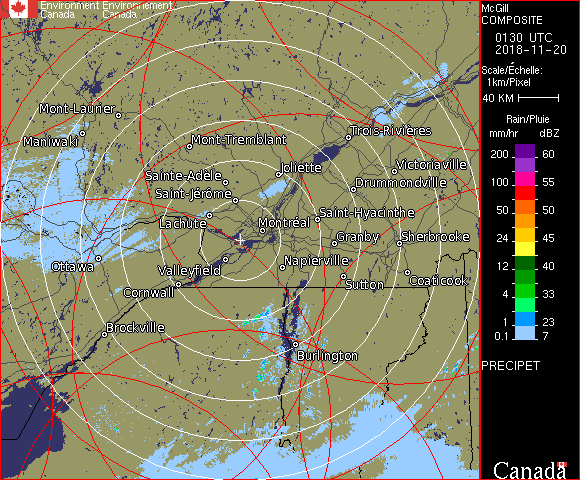 Environment Environnement
Canada Canada
McGill
COMPOSITE
0130 UTC
2018-11-20
Scale/Échelle:
1km/Pixel
40 KM
Rain/Pluie
mm/hr dBZ
200 60
100 55
50 50
24 45
12 40
4 33
1 23
0.1 7
PRECIPET
Canada
Mont-Laurier
Maniwaki
Mont-Tremblant
Trois-Rivières
Sainte-Adèle
Joliette
Victoriaville
Saint-Jérôme
Drummondville
Lachute
Montréal
Saint-Hyacinthe
Granby
Sherbrooke
Ottawa
Valleyfield
Napierville
Cornwall
Sutton
Coaticook
Brockville
Burlington